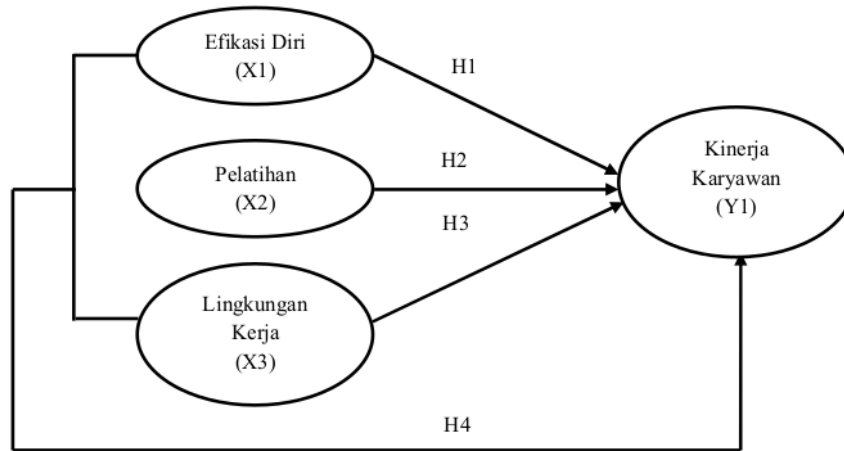 Efikasi Diri
(X1)
H1
Pelatihan
(X2)
H2
Kinerja
Karyawan
(Y1)
H3
Lingkungan
Kerja
(X3)
H4